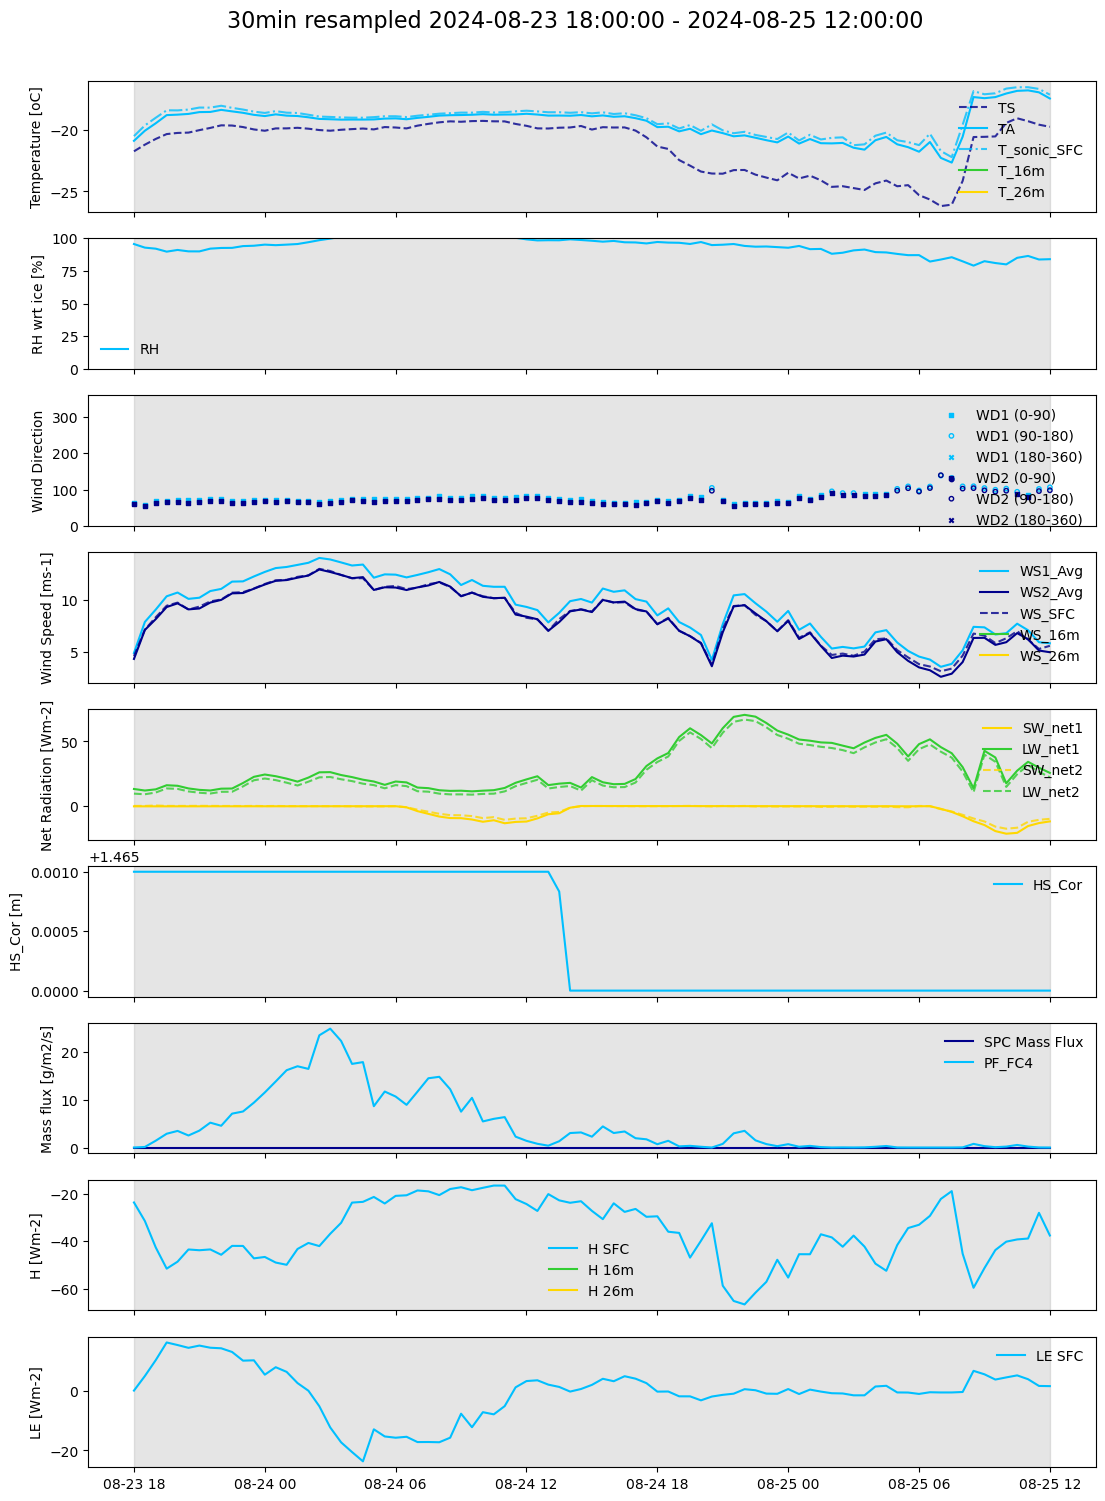 30min resampled 2024-08-23 18:00:00 - 2024-08-25 12:00:00
Temperature [oC]
−20
−25
TS
TA
T_sonic_SFC
T_16m
T_26m
RH wrt ice [%]
100
75
50
25
0
RH
Wind Direction
300
200
100
0
WD1 (0-90)
WD1 (90-180)
WD1 (180-360)
WD2 (0-90)
WD2 (90-180)
WD2 (180-360)
Wind Speed [ms-1]
10
5
WS1_Avg
WS2_Avg
WS_SFC
WS_16m
WS_26m
Net Radiation [Wm-2]
50
0
SW_net1
LW_net1
SW_net2
LW_net2
+1.465
HS_Cor [m]
0.0010
0.0005
0.0000
HS_Cor
Mass flux [g/m2/s]
20
10
0
SPC Mass Flux
PF_FC4
H [Wm-2]
−20
−40
−60
H SFC
H 16m
H 26m
LE [Wm-2]
0
−20
LE SFC
08-23 18 08-24 00 08-24 06 08-24 12 08-24 18 08-25 00 08-25 06 08-25 12